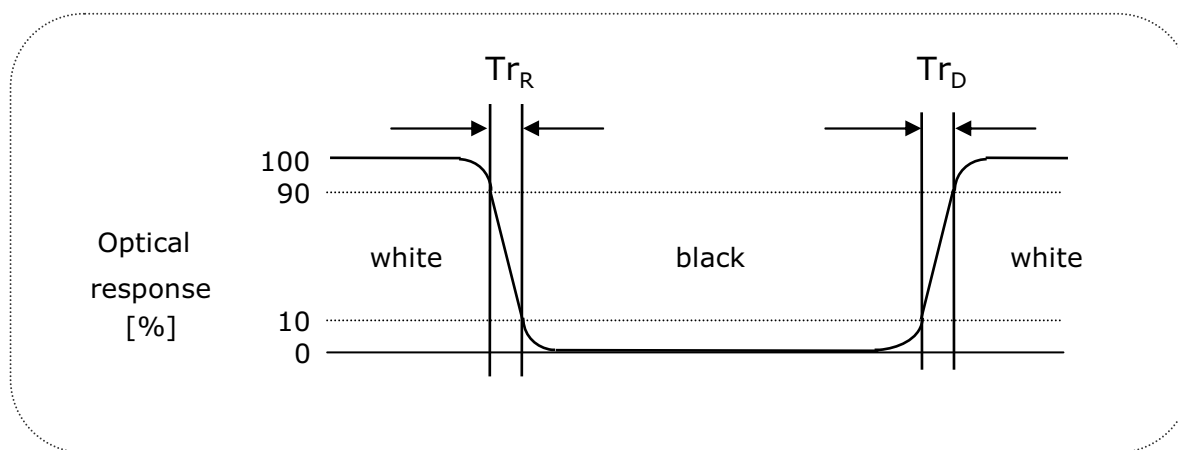 Tr_R Tr_D
100
90
Optical
response
[%]
white black white
10
0